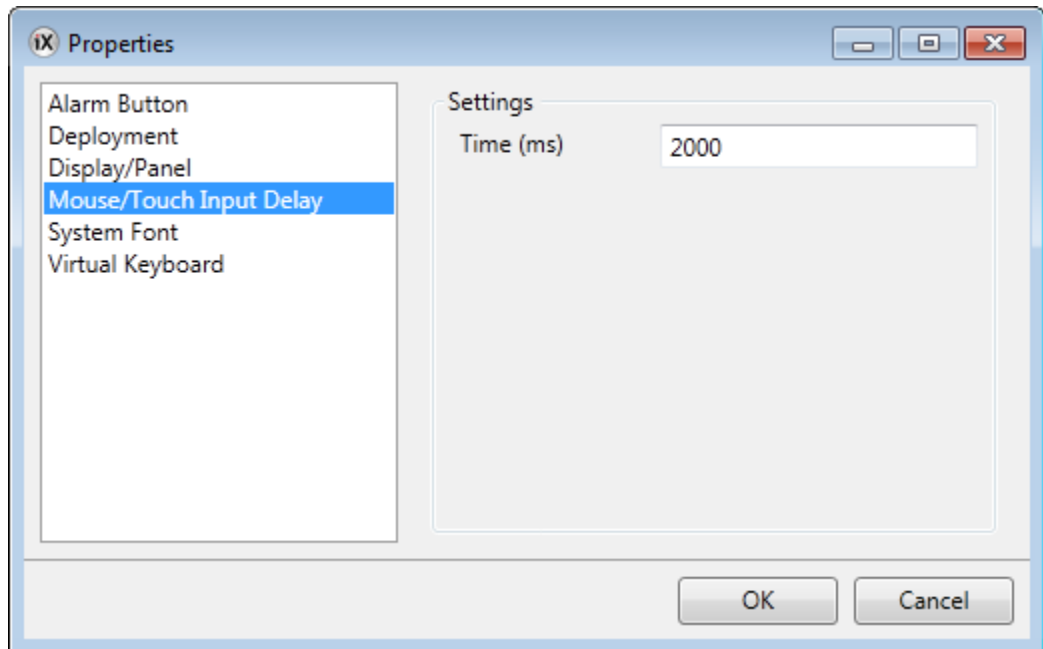 iX Properties
Alarm Button
Deployment
Display/Panel
Mouse/Touch Input Delay
System Font
Virtual Keyboard
Settings
Time (ms) 2000
OK Cancel